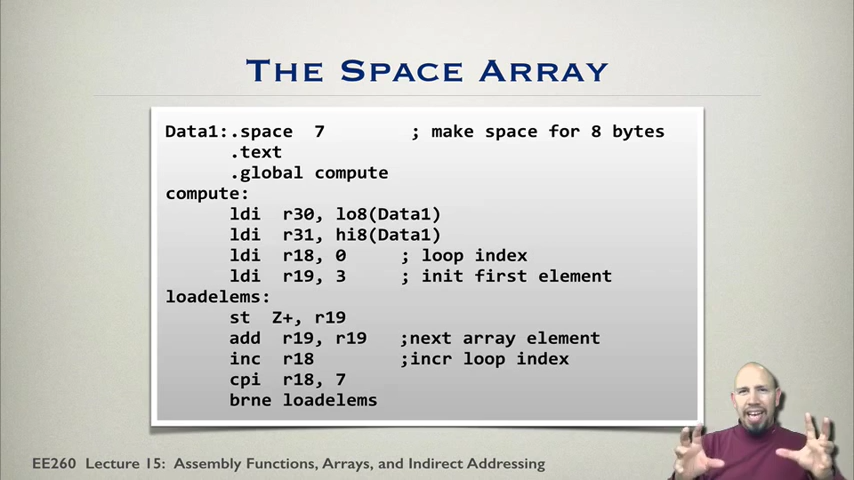 THE SPACE ARRAY
Data1:.space 7 ; make space for 8 bytes
.text
.global compute
compute:
ldi r30, lo8(Data1)
ldi r31, hi8(Data1)
ldi r18, 0 ; loop index
ldi r19, 3 ; init first element
loadelems:
st Z+, r19
add r19, r19 ;next array element
inc r18 ;incr loop index
cpi r18, 7
brne loadelems
EE260 Lecture 15: Assembly Functions, Arrays, and Indirect Addressing